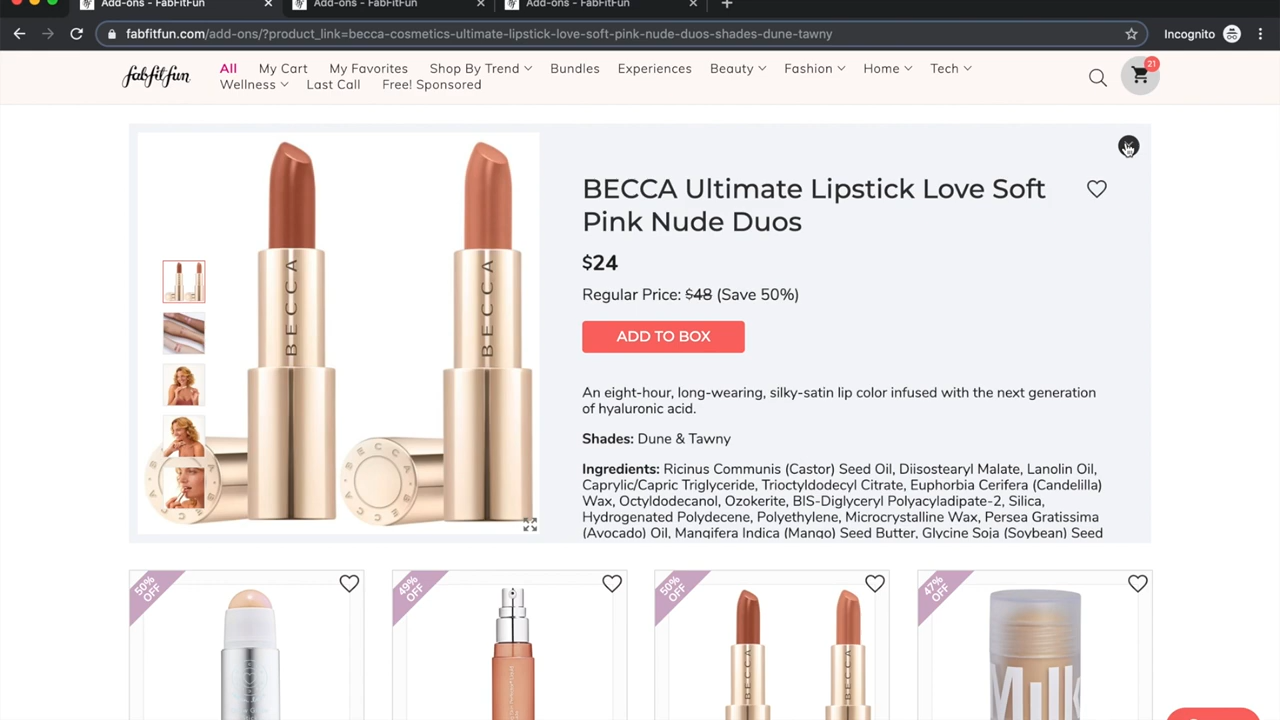 Add-ons - FabFitFun
Add-ons - FabFitFun
Add-ons - FabFitFun
fabfitfun.com/add-ons/?product_link=becca-cosmetics-ultimate-lipstick-love-soft-pink-nude-duos-shades-dune-tawny
Incognito
fabfitfun
All My Cart My Favorites Shop By Trend Bundles Experiences Beauty Fashion Home Tech
Wellness Last Call Free! Sponsored
21
BECCA Ultimate Lipstick Love Soft
Pink Nude Duos
$24
Regular Price: $48 (Save 50%)
ADD TO BOX
An eight-hour, long-wearing, silky-satin lip color infused with the next generation
of hyaluronic acid.
Shades: Dune & Tawny
Ingredients: Ricinus Communis (Castor) Seed Oil, Diisostearyl Malate, Lanolin Oil,
Caprylic/Capric Triglyceride, Trioctyldodecyl Citrate, Euphorbia Cerifera (Candelilla)
Wax, Octyldodecanol, Ozokerite, BIS-Diglyceryl Polyacyladipate-2, Silica,
Hydrogenated Polydecene, Polyethylene, Microcrystalline Wax, Persea Gratissima
(Avocado) Oil, Mangifera Indica (Mango) Seed Butter, Glycine Soja (Soybean) Seed
BECCA
BECCA
BECCA
BECCA
50% OFF
49% OFF
50% OFF
47% OFF
BECCA
BECCA
Milk